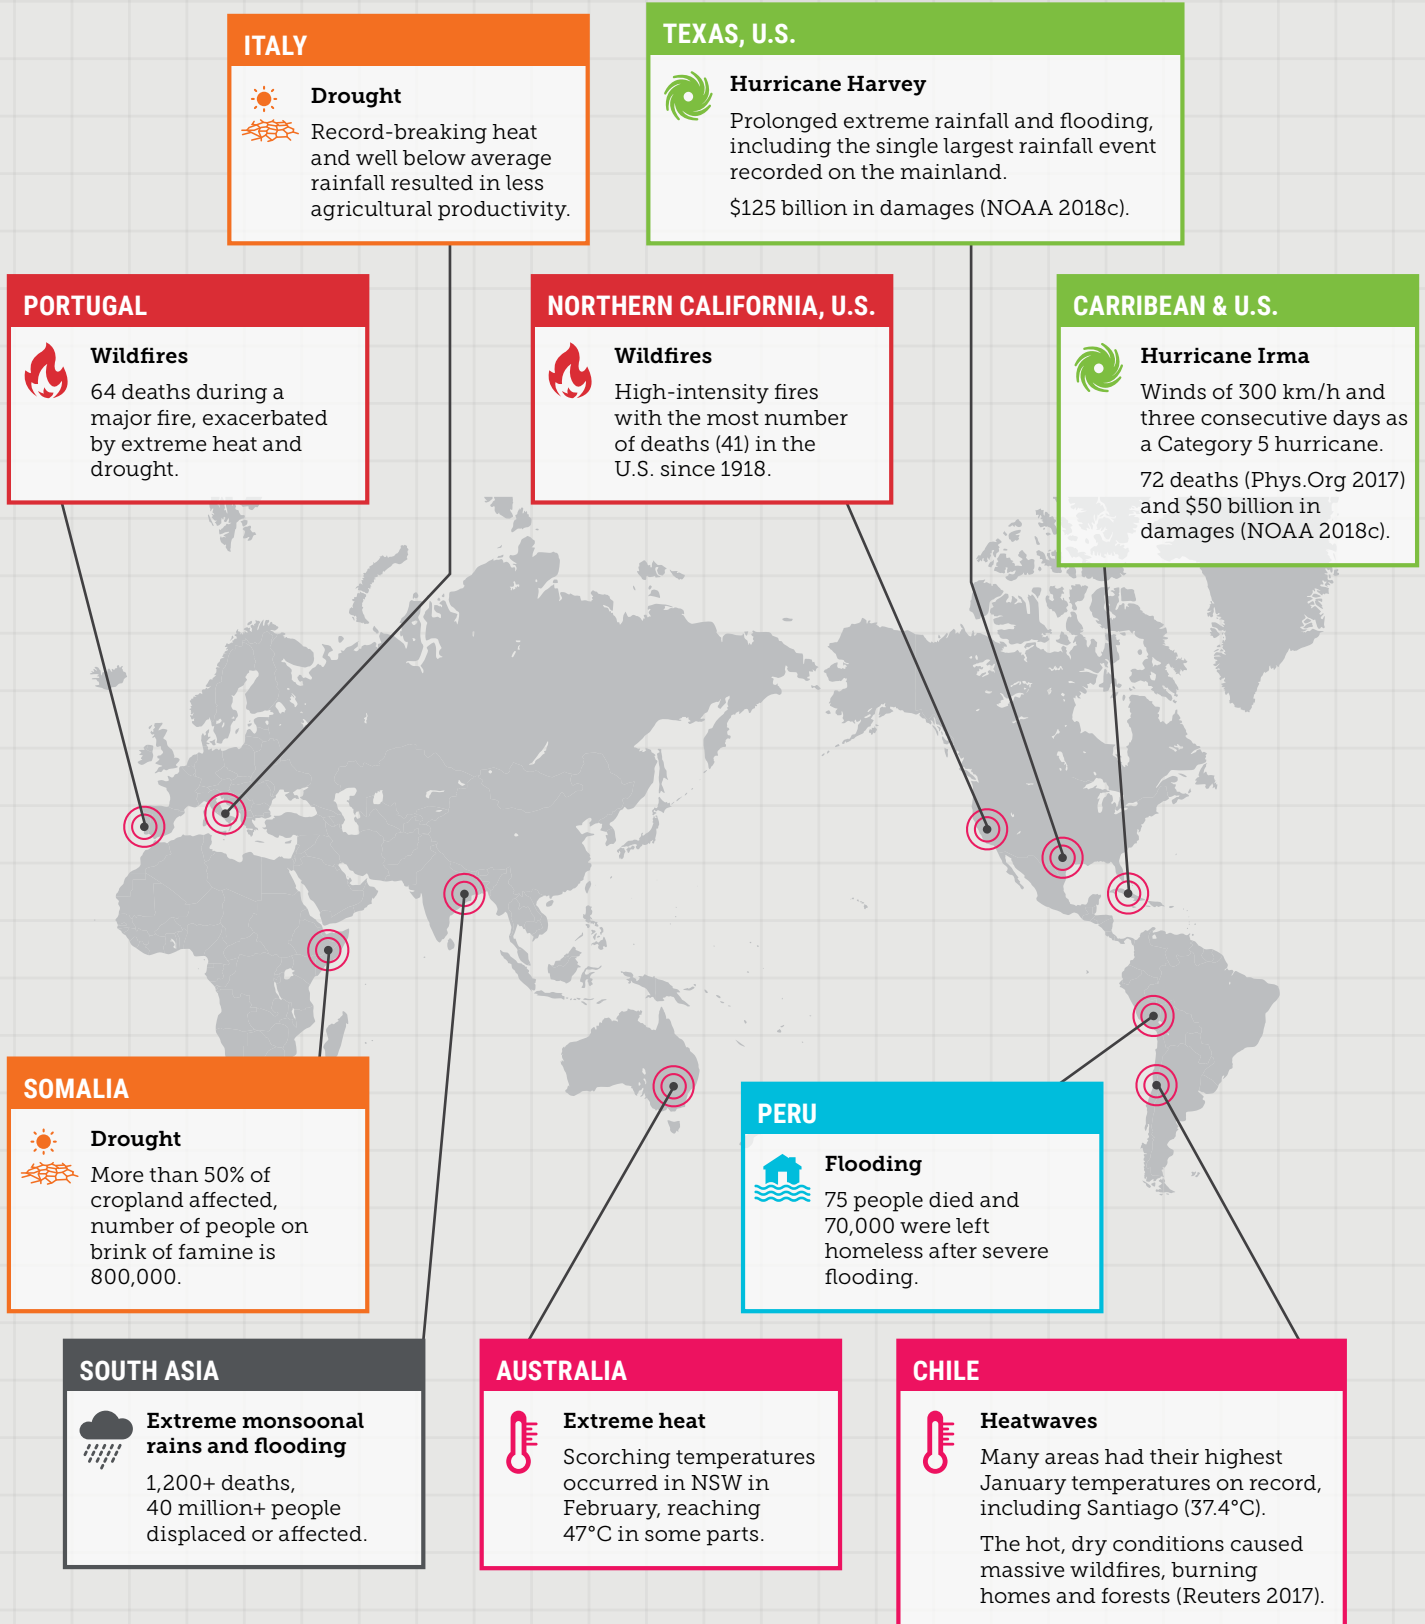 ITALY
Drought
Record-breaking heat
and well below average
rainfall resulted in less
agricultural productivity.
TEXAS, U.S.
Hurricane Harvey
Prolonged extreme rainfall and flooding,
including the single largest rainfall event
recorded on the mainland.
$125 billion in damages (NOAA 2018c).
PORTUGAL
Wildfires
64 deaths during a
major fire, exacerbated
by extreme heat and
drought.
NORTHERN CALIFORNIA, U.S.
Wildfires
High-intensity fires
with the most number
of deaths (41) in the
U.S. since 1918.
CARRIBEAN & U.S.
Hurricane Irma
Winds of 300 km/h and
three consecutive days as
a Category 5 hurricane.
72 deaths (Phys.Org 2017)
and $50 billion in
damages (NOAA 2018c).
SOMALIA
Drought
More than 50% of
cropland affected,
number of people on
brink of famine is
800,000.
PERU
Flooding
75 people died and
70,000 were left
homeless after severe
flooding.
SOUTH ASIA
Extreme monsoonal
rains and flooding
1,200+ deaths,
40 million+ people
displaced or affected.
AUSTRALIA
Extreme heat
Scorching temperatures
occurred in NSW in
February, reaching
47°C in some parts.
CHILE
Heatwaves
Many areas had their highest
January temperatures on record,
including Santiago (37.4°C).
The hot, dry conditions caused
massive wildfires, burning
homes and forests (Reuters 2017).